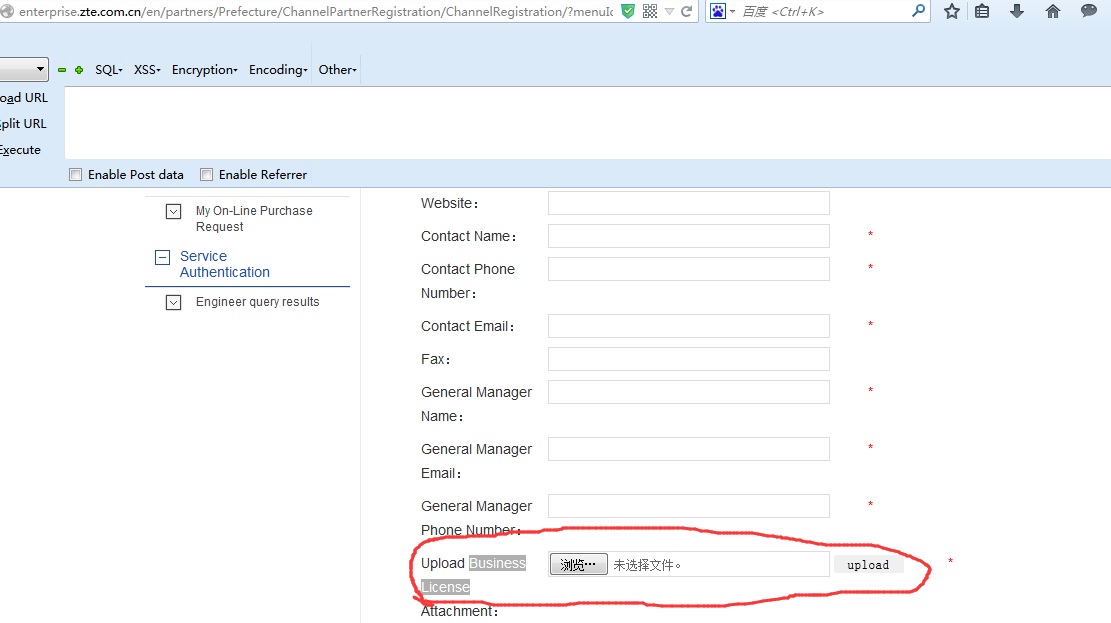 enterprise.zte.com.cn/en/partners/Prefecture/ChannelPartnerRegistration/ChannelRegistration/?menuId
百度 <Ctrl+K>
SQL XSS Encryption Encoding Other
oad URL
plit URL
Execute
Enable Post data Enable Referrer
My On-Line Purchase
Request
Service
Authentication
Engineer query results
Website：
Contact Name：
*
Contact Phone
Number：
*
Contact Email：
*
Fax：
General Manager
Name：
*
General Manager
Email：
*
General Manager
Phone Number：
*
Upload Business
License
Attachment：
浏览… 未选择文件。 upload
*